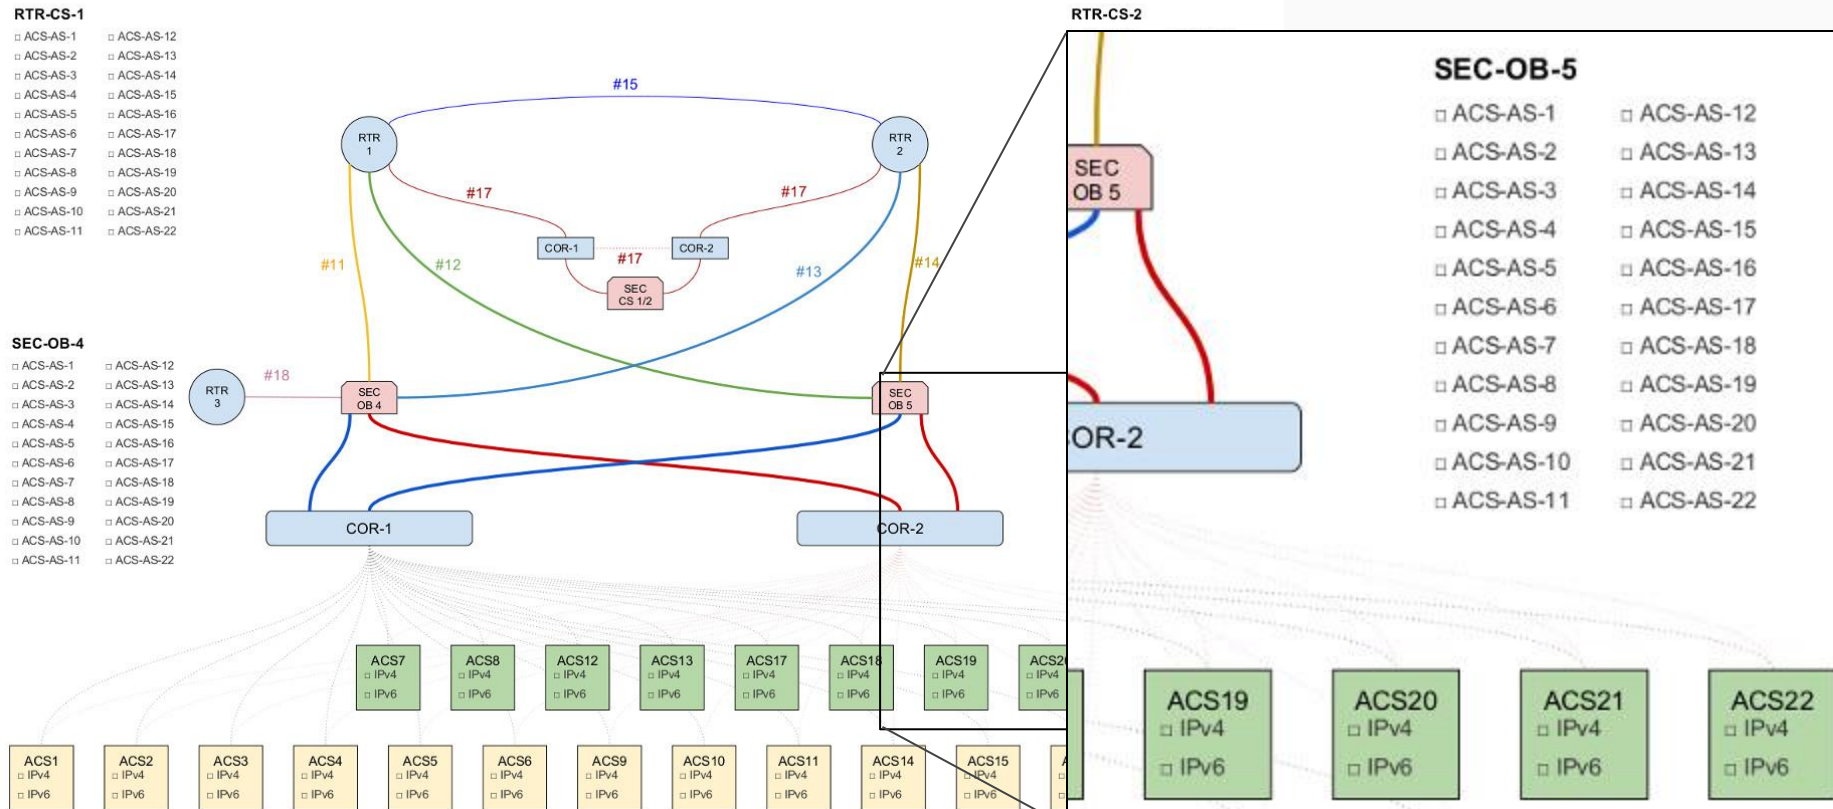 RTR-CS-1
□ ACS-AS-1 □ ACS-AS-12
□ ACS-AS-2 □ ACS-AS-13
□ ACS-AS-3 □ ACS-AS-14
□ ACS-AS-4 □ ACS-AS-15
□ ACS-AS-5 □ ACS-AS-16
□ ACS-AS-6 □ ACS-AS-17
□ ACS-AS-7 □ ACS-AS-18
□ ACS-AS-8 □ ACS-AS-19
□ ACS-AS-9 □ ACS-AS-20
□ ACS-AS-10 □ ACS-AS-21
□ ACS-AS-11 □ ACS-AS-22
#15
RTR
1
RTR
2
#17
#17
COR-1
COR-2
#17
SEC
CS 1/2
#11
#12
#13
#14
SEC-OB-4
□ ACS-AS-1 □ ACS-AS-12
□ ACS-AS-2 □ ACS-AS-13
□ ACS-AS-3 □ ACS-AS-14
□ ACS-AS-4 □ ACS-AS-15
□ ACS-AS-5 □ ACS-AS-16
□ ACS-AS-6 □ ACS-AS-17
□ ACS-AS-7 □ ACS-AS-18
□ ACS-AS-8 □ ACS-AS-19
□ ACS-AS-9 □ ACS-AS-20
□ ACS-AS-10 □ ACS-AS-21
□ ACS-AS-11 □ ACS-AS-22
RTR
3
#18
SEC
OB 4
SEC
OB 5
COR-1
COR-2
ACS7
□ IPv4
□ IPv6
ACS8
□ IPv4
□ IPv6
ACS12
□ IPv4
□ IPv6
ACS13
□ IPv4
□ IPv6
ACS17
□ IPv4
□ IPv6
ACS18
□ IPv4
□ IPv6
ACS19
□ IPv4
□ IPv6
ACS2
□ IPv4
□ IPv6
ACS1
□ IPv4
□ IPv6
ACS2
□ IPv4
□ IPv6
ACS3
□ IPv4
□ IPv6
ACS4
□ IPv4
□ IPv6
ACS5
□ IPv4
□ IPv6
ACS6
□ IPv4
□ IPv6
ACS9
□ IPv4
□ IPv6
ACS10
□ IPv4
□ IPv6
ACS11
□ IPv4
□ IPv6
ACS14
□ IPv4
□ IPv6
ACS15
□ IPv4
□ IPv6
RTR-CS-2
SEC
OB 5
SEC-OB-5
□ ACS-AS-1 □ ACS-AS-12
□ ACS-AS-2 □ ACS-AS-13
□ ACS-AS-3 □ ACS-AS-14
□ ACS-AS-4 □ ACS-AS-15
□ ACS-AS-5 □ ACS-AS-16
□ ACS-AS-6 □ ACS-AS-17
□ ACS-AS-7 □ ACS-AS-18
□ ACS-AS-8 □ ACS-AS-19
□ ACS-AS-9 □ ACS-AS-20
□ ACS-AS-10 □ ACS-AS-21
□ ACS-AS-11 □ ACS-AS-22
OR-2
ACS19
□ IPv4
□ IPv6
ACS20
□ IPv4
□ IPv6
ACS21
□ IPv4
□ IPv6
ACS22
□ IPv4
□ IPv6